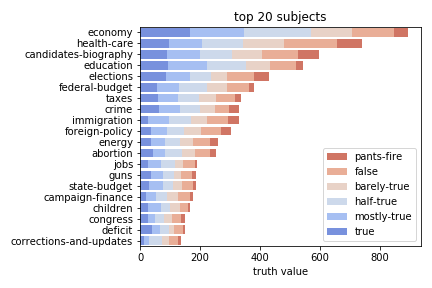 top 20 subjects
economy
health-care
candidates-biography
education
elections
federal-budget
taxes
crime
immigration
foreign-policy
energy
abortion
jobs
guns
state-budget
campaign-finance
children
congress
deficit
corrections-and-updates
pants-fire
false
barely-true
half-true
mostly-true
true
0 200 400 600 800
truth value